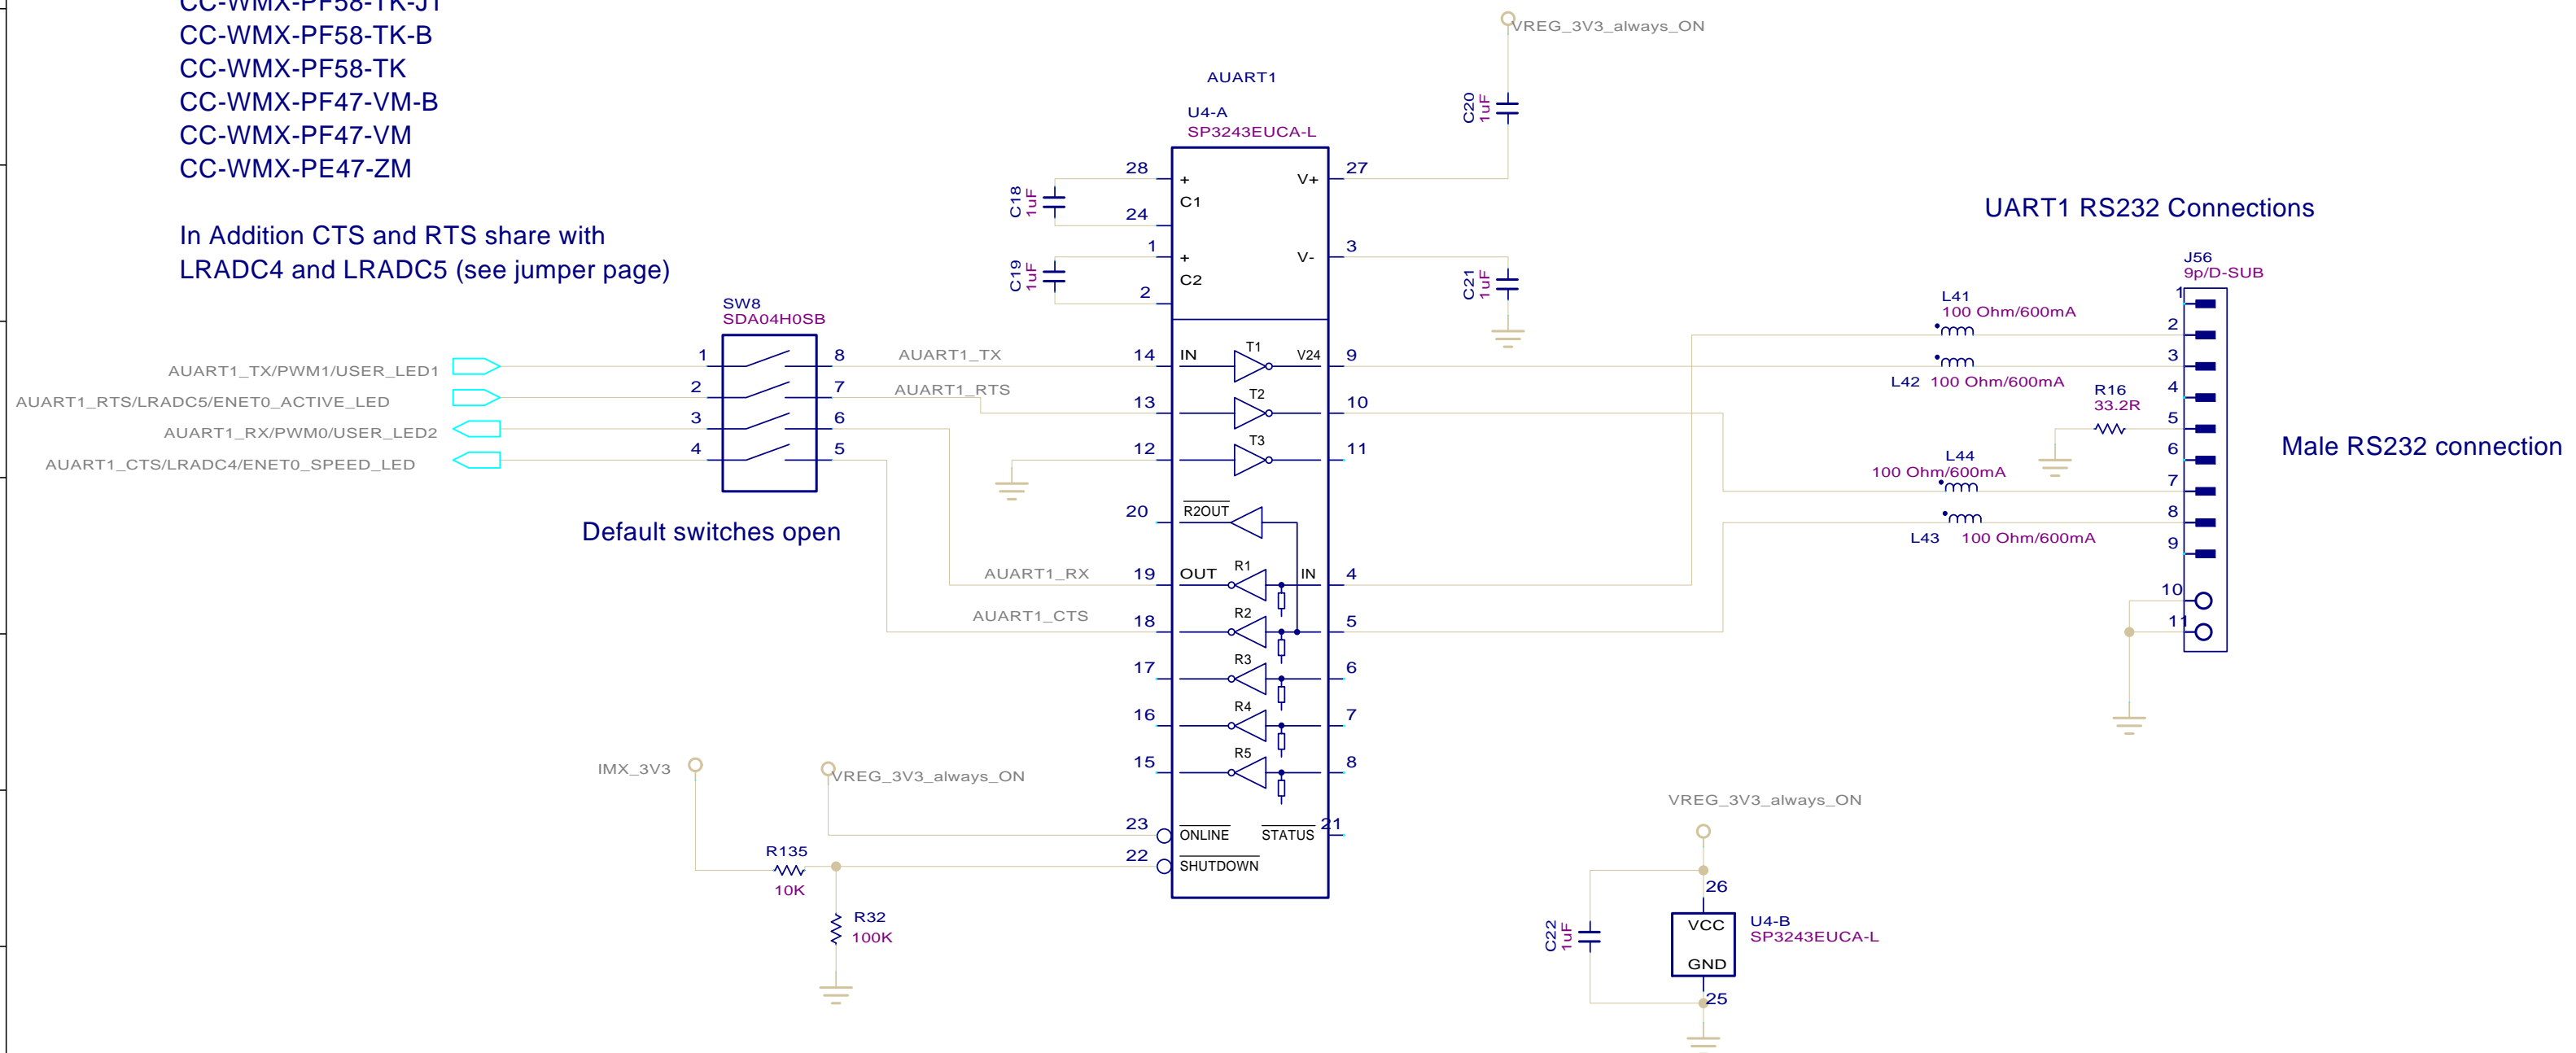 CC-WMX-PF58-TK-J1
CC-WMX-PF58-TK-B
CC-WMX-PF58-TK
CC-WMX-PF47-VM-B
CC-WMX-PF47-VM
CC-WMX-PE47-ZM
In Addition CTS and RTS share with
LRADC4 and LRADC5 (see jumper page)
SW8
SDA04H0SB
AUART1_TX/PWM1/USER_LED1
AUART1_RTS/LRADC5/ENET0_ACTIVE_LED
AUART1_RX/PWM0/USER_LED2
AUART1_CTS/LRADC4/ENET0_SPEED_LED
1
2
3
4
8
7
6
5
Default switches open
AUART1_TX
AUART1_RTS
AUART1_RX
AUART1_CTS
AUART1
U4-A
SP3243EUCA-L
C18
1uF
C19
1uF
28
24
1
2
14
13
12
20
19
18
17
16
15
23
22
+
C1
+
C2
V+
V-
IN
T1
V24
T2
T3
R2OUT
OUT
R1
IN
R2
R3
R4
R5
ONLINE
STATUS
SHUTDOWN
27
3
9
10
11
4
5
6
7
8
21
VREG_3V3_always_ON
C20
1uF
C21
1uF
IMX_3V3
VREG_3V3_always_ON
R135
10K
R32
100K
UART1 RS232 Connections
J56
9p/D-SUB
L41
100 Ohm/600mA
L42 100 Ohm/600mA
R16
33.2R
L44
100 Ohm/600mA
L43 100 Ohm/600mA
1
2
3
4
5
6
7
8
9
10
11
Male RS232 connection
VREG_3V3_always_ON
C22
1uF
26
VCC
GND
25
U4-B
SP3243EUCA-L